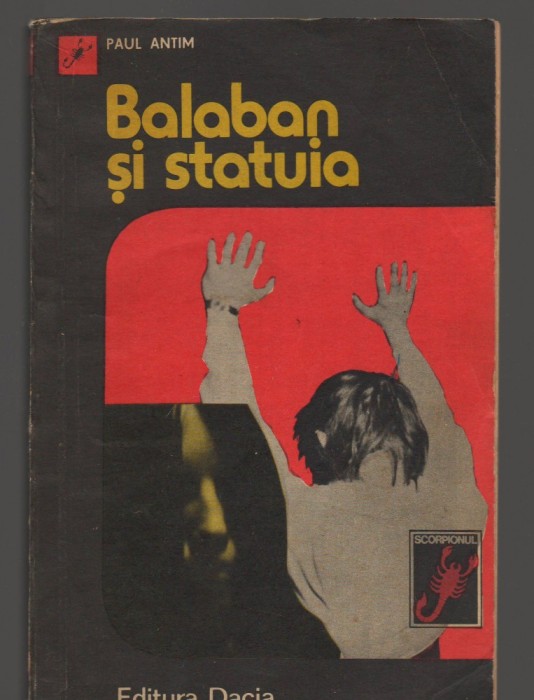 PAUL ANTIM
Balaban
și statuia
SCORPIONUL
Editura Dacia